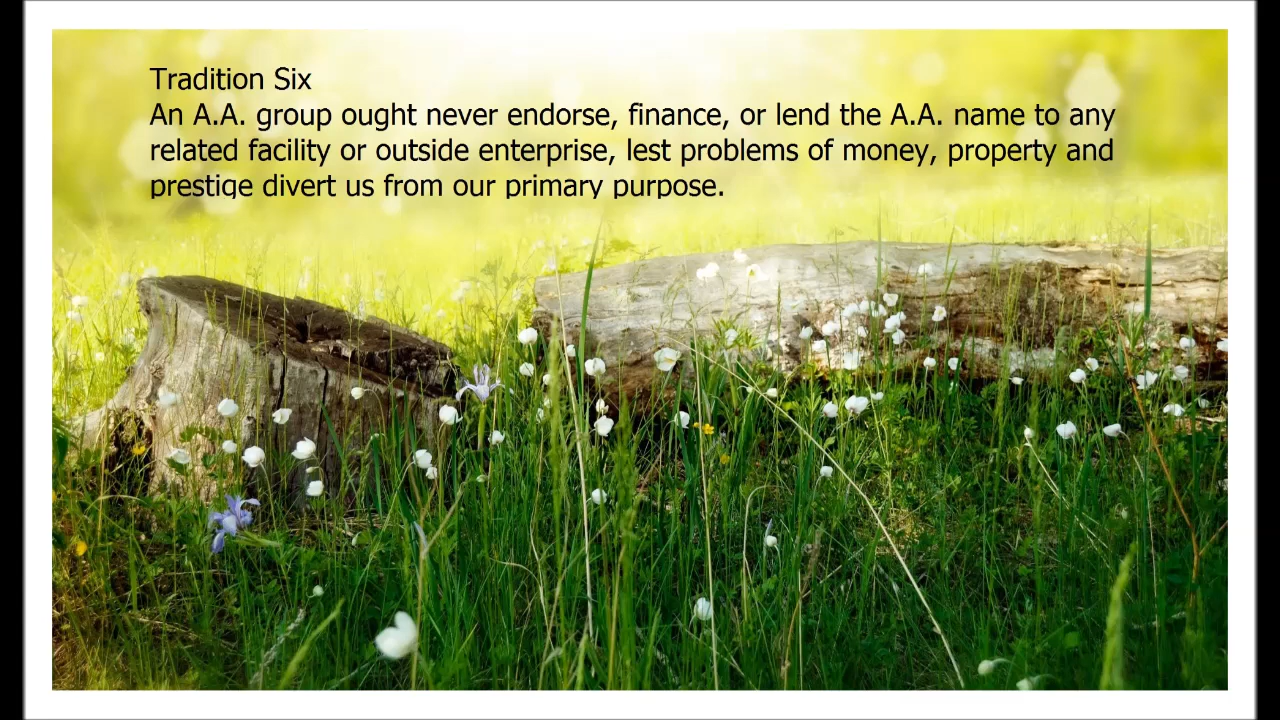 Tradition Six
An A.A. group ought never endorse, finance, or lend the A.A. name to any
related facility or outside enterprise, lest problems of money, property and
prestige divert us from our primary purpose.